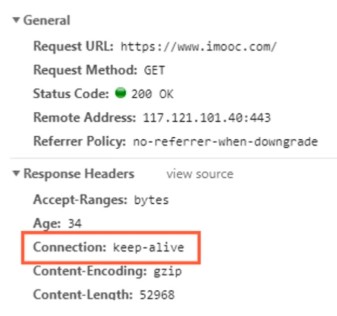 General
Request URL: https://www.imooc.com/
Request Method: GET
Status Code: 200 OK
Remote Address: 117.121.101.40:443
Referrer Policy: no-referrer-when-downgrade
Response Headers view source
Accept-Ranges: bytes
Age: 34
Connection: keep-alive
Content-Encoding: gzip
Content-Length: 52968